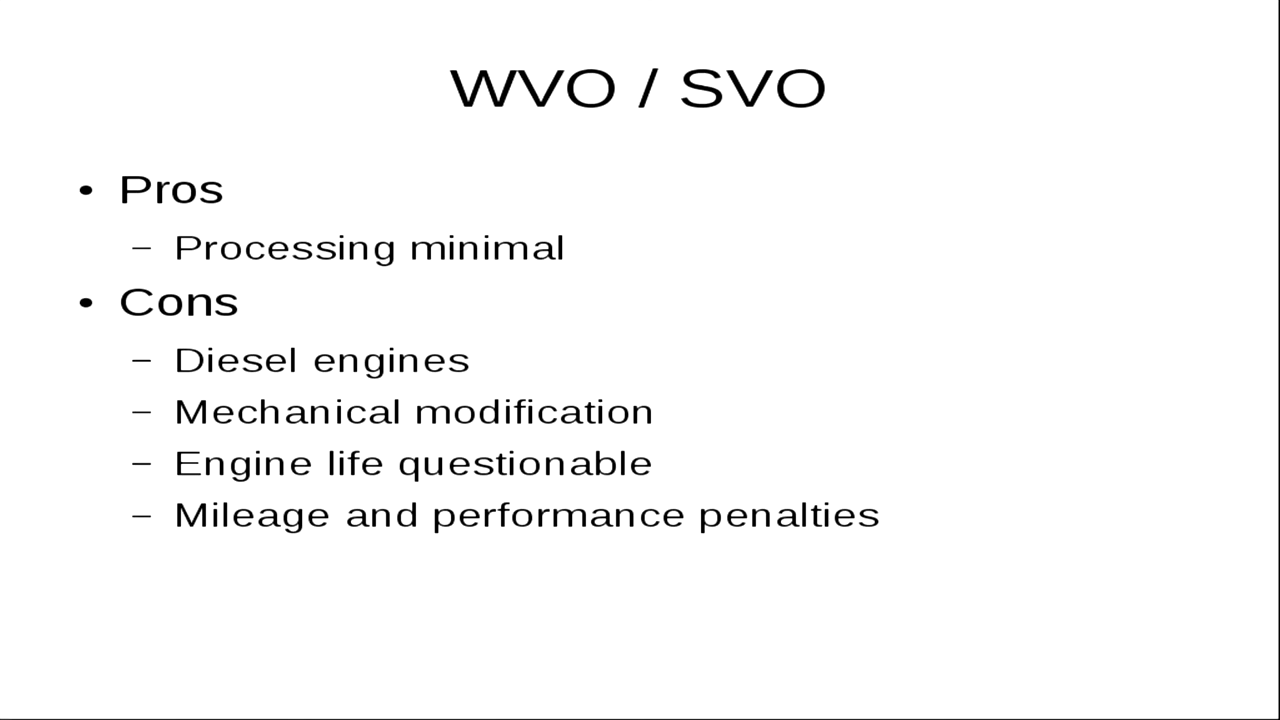 WVO / SVO
• Pros
– Processing minimal
• Cons
– Diesel engines
– Mechanical modification
– Engine life questionable
– Mileage and performance penalties